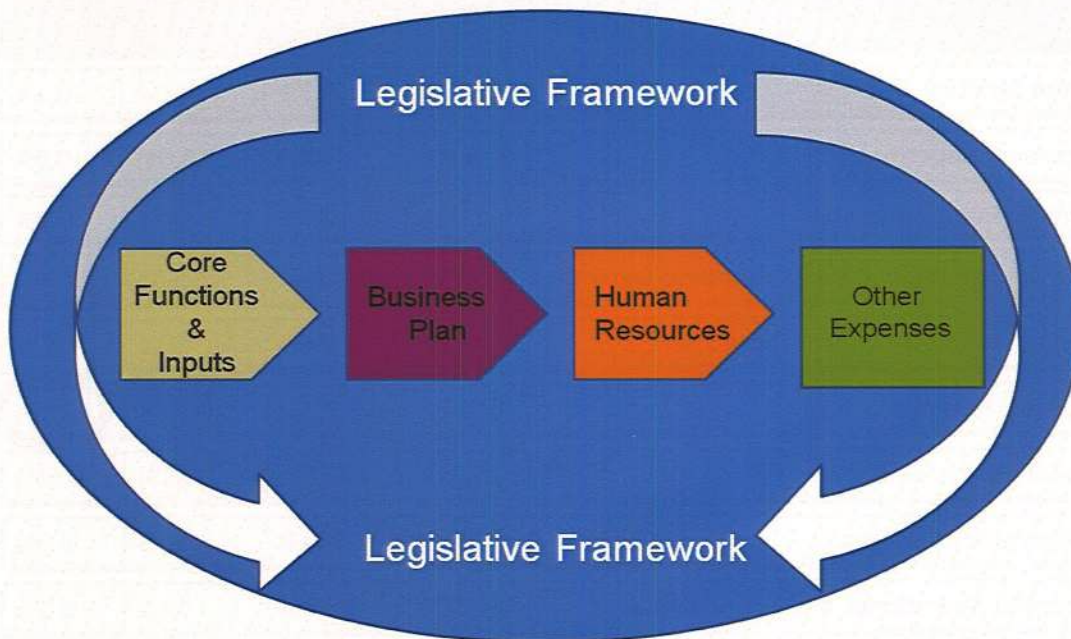 Legislative Framework
Core
Functions
&
Inputs
Business
Plan
Human
Resources
Other
Expenses
Legislative Framework